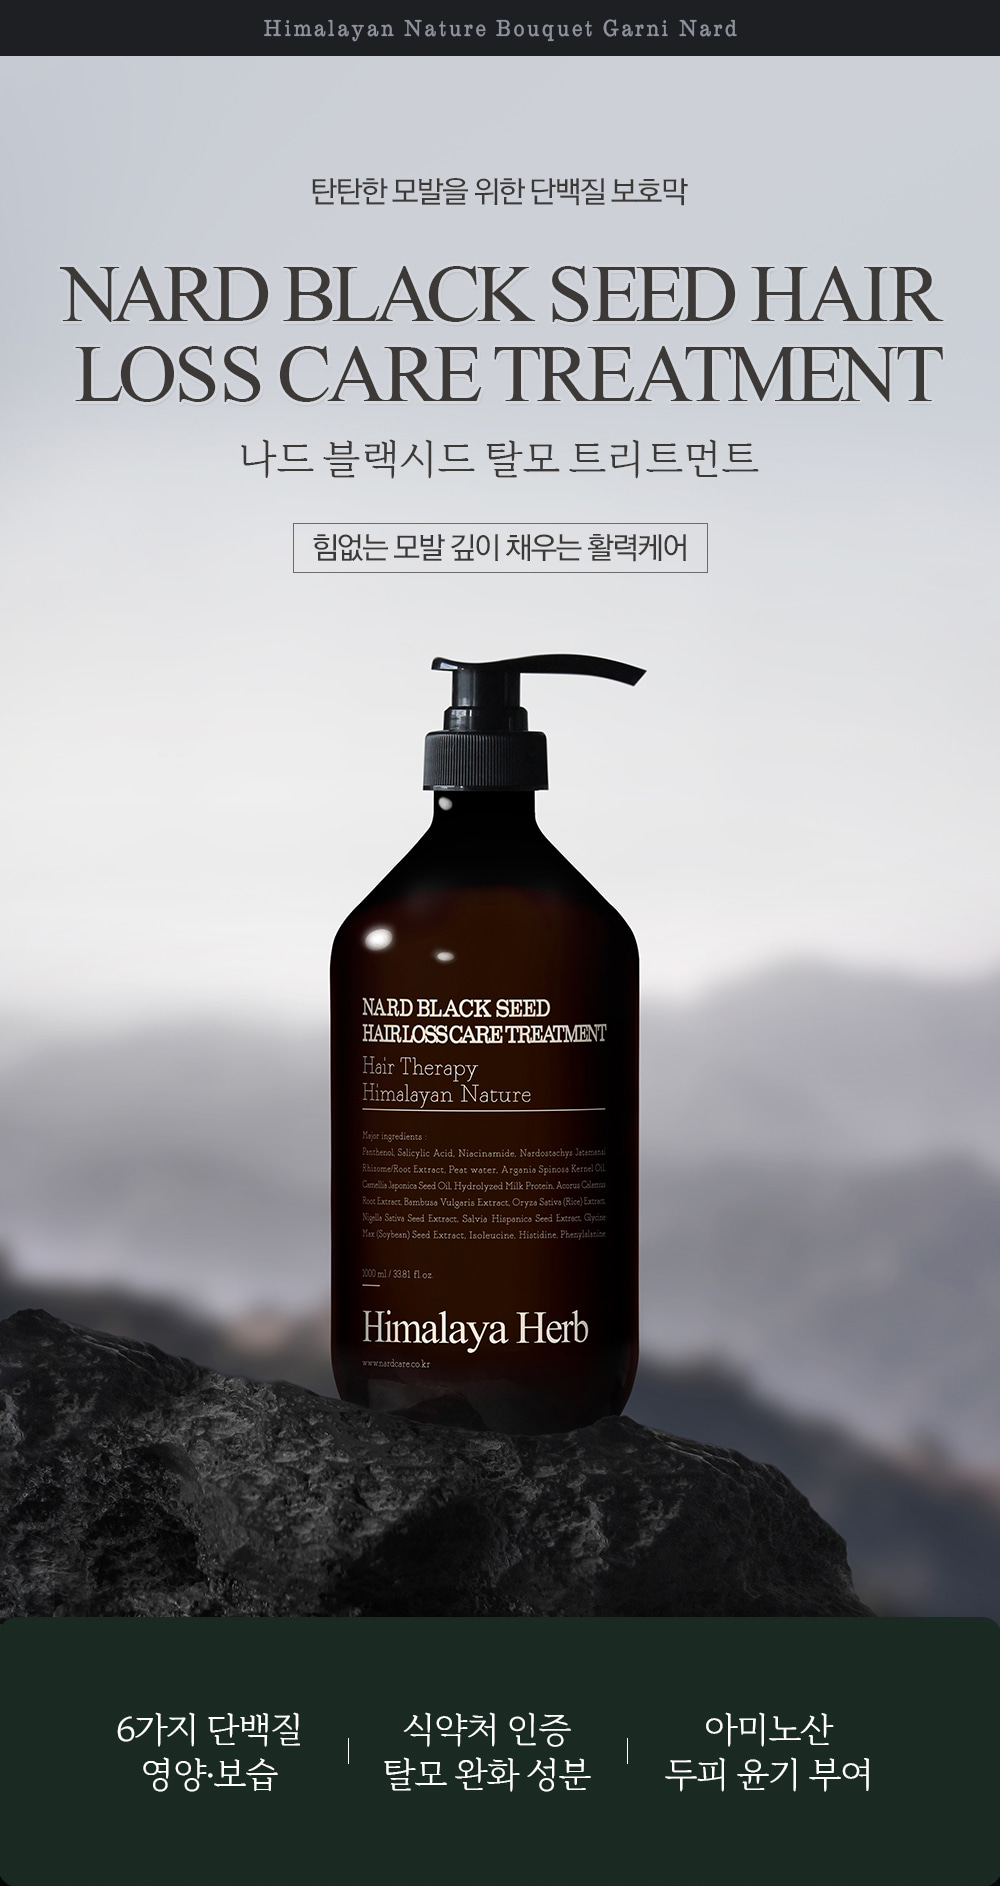 Himalayan Nature Bouquet Garni Nard
탄탄한 모발을 위한 단백질 보호막
NARD BLACK SEED HAIR
LOSS CARE TREATMENT
나드 블랙시드 탈모 트리트먼트
힘없는 모발 깊이 채우는 활력케어
NARD BLACK SEED
HAIR LOSS CARE TREATMENT
Hair Therapy
Himalayan Nature
Major ingredients :
Panthenol, Salicylic Acid, Niacinamide, Nardostachys Jatamansi
Rhizome/Root Extract, Peat water, Argania Spinosa Kernel Oil,
Camellia Japonica Seed Oil, Hydrolyzed Milk Protein, Acorus Calamus
Root Extract, Bambusa Vulgaris Extract, Oryza Sativa (Rice) Extract,
Nigella Sativa Seed Extract, Salvia Hispanica Seed Extract, Glycine
Max (Soybean) Seed Extract, Isoleucine, Histidine, Phenylalanine
1000 ml / 33.81 fl.oz
Himalaya Herb
www.nardcare.co.kr
6가지 단백질
영양·보습
식약처 인증
탈모 완화 성분
아미노산
두피 윤기 부여